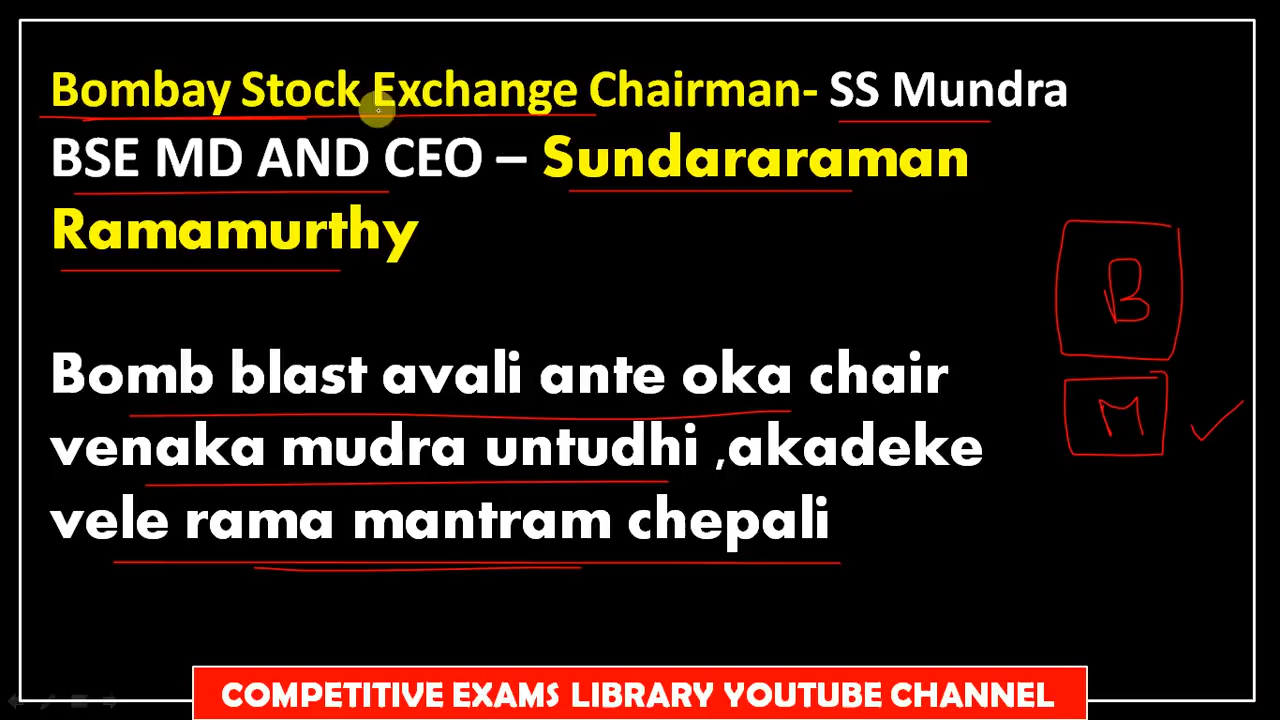 Bombay Stock Exchange Chairman- SS Mundra
BSE MD AND CEO – Sundararaman
Ramamurthy
B
Bomb blast avali ante oka chair
M
venaka mudra untudhi ,akadeke
vele rama mantram chepali
COMPETITIVE EXAMS LIBRARY YOUTUBE CHANNEL